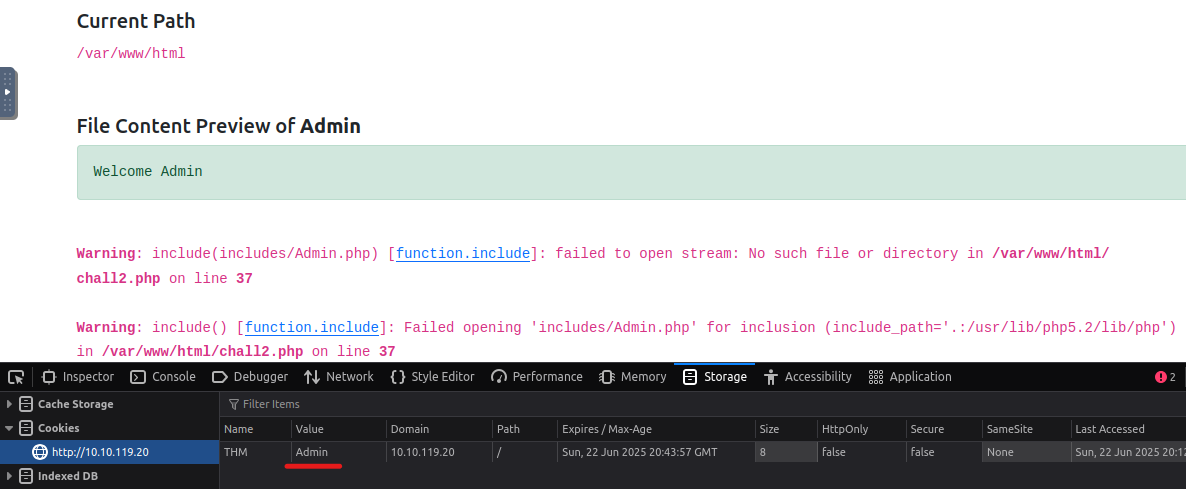 Current Path
/var/www/html
File Content Preview of Admin
Welcome Admin
Warning: include(includes/Admin.php) [function.include]: failed to open stream: No such file or directory in /var/www/html/
chall2.php on line 37
Warning: include() [function.include]: Failed opening 'includes/Admin.php' for inclusion (include_path='.:/usr/lib/php5.2/lib/php')
in /var/www/html/chall2.php on line 37
Inspector Console Debugger Network Style Editor Performance Memory Storage Accessibility Application 2
Cache Storage Filter Items
Cookies Name Value Domain Path Expires / Max-Age Size HttpOnly Secure SameSite Last Accessed
http://10.10.119.20 THM Admin 10.10.119.20 / Sun, 22 Jun 2025 20:43:57 GMT 8 false false None Sun, 22 Jun 2025 20:12
Indexed DB